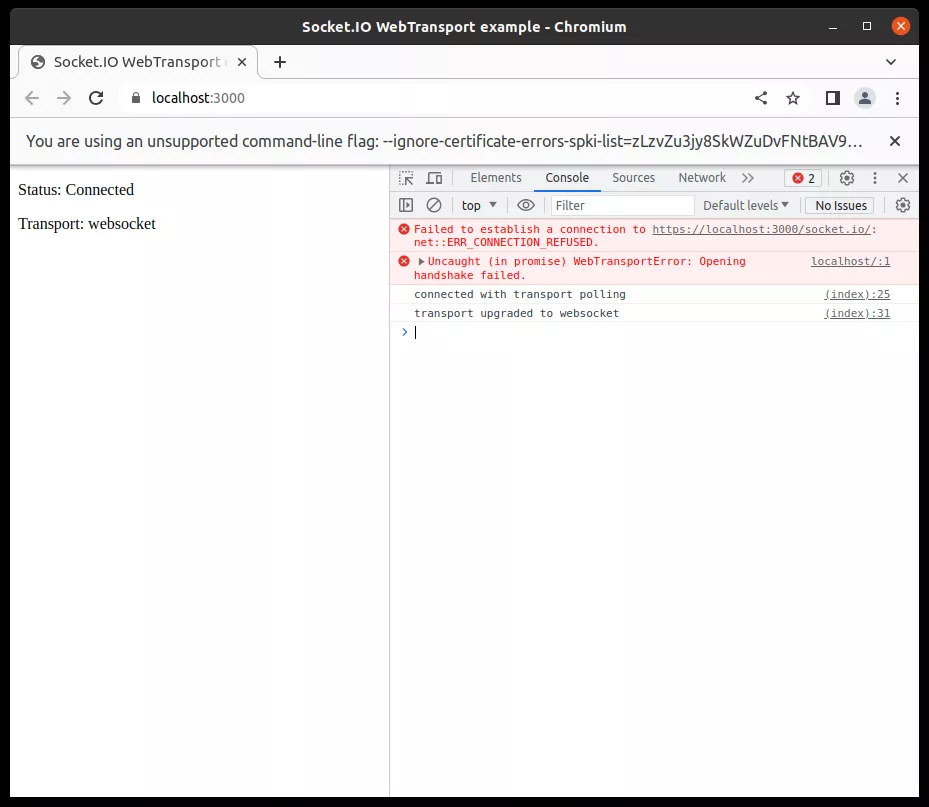 Socket.IO WebTransport example - Chromium
Socket.IO WebTransport
localhost:3000
You are using an unsupported command-line flag: --ignore-certificate-errors-spki-list=zLzvZu3jy8SkWZuDvFNtBAV9...
Status: Connected
Transport: websocket
Elements Console Sources Network 2
top Filter Default levels No Issues
Failed to establish a connection to https://localhost:3000/socket.io/:
net::ERR_CONNECTION_REFUSED.
Uncaught (in promise) WebTransportError: Opening localhost/:1
handshake failed.
connected with transport polling (index):25
transport upgraded to websocket (index):31